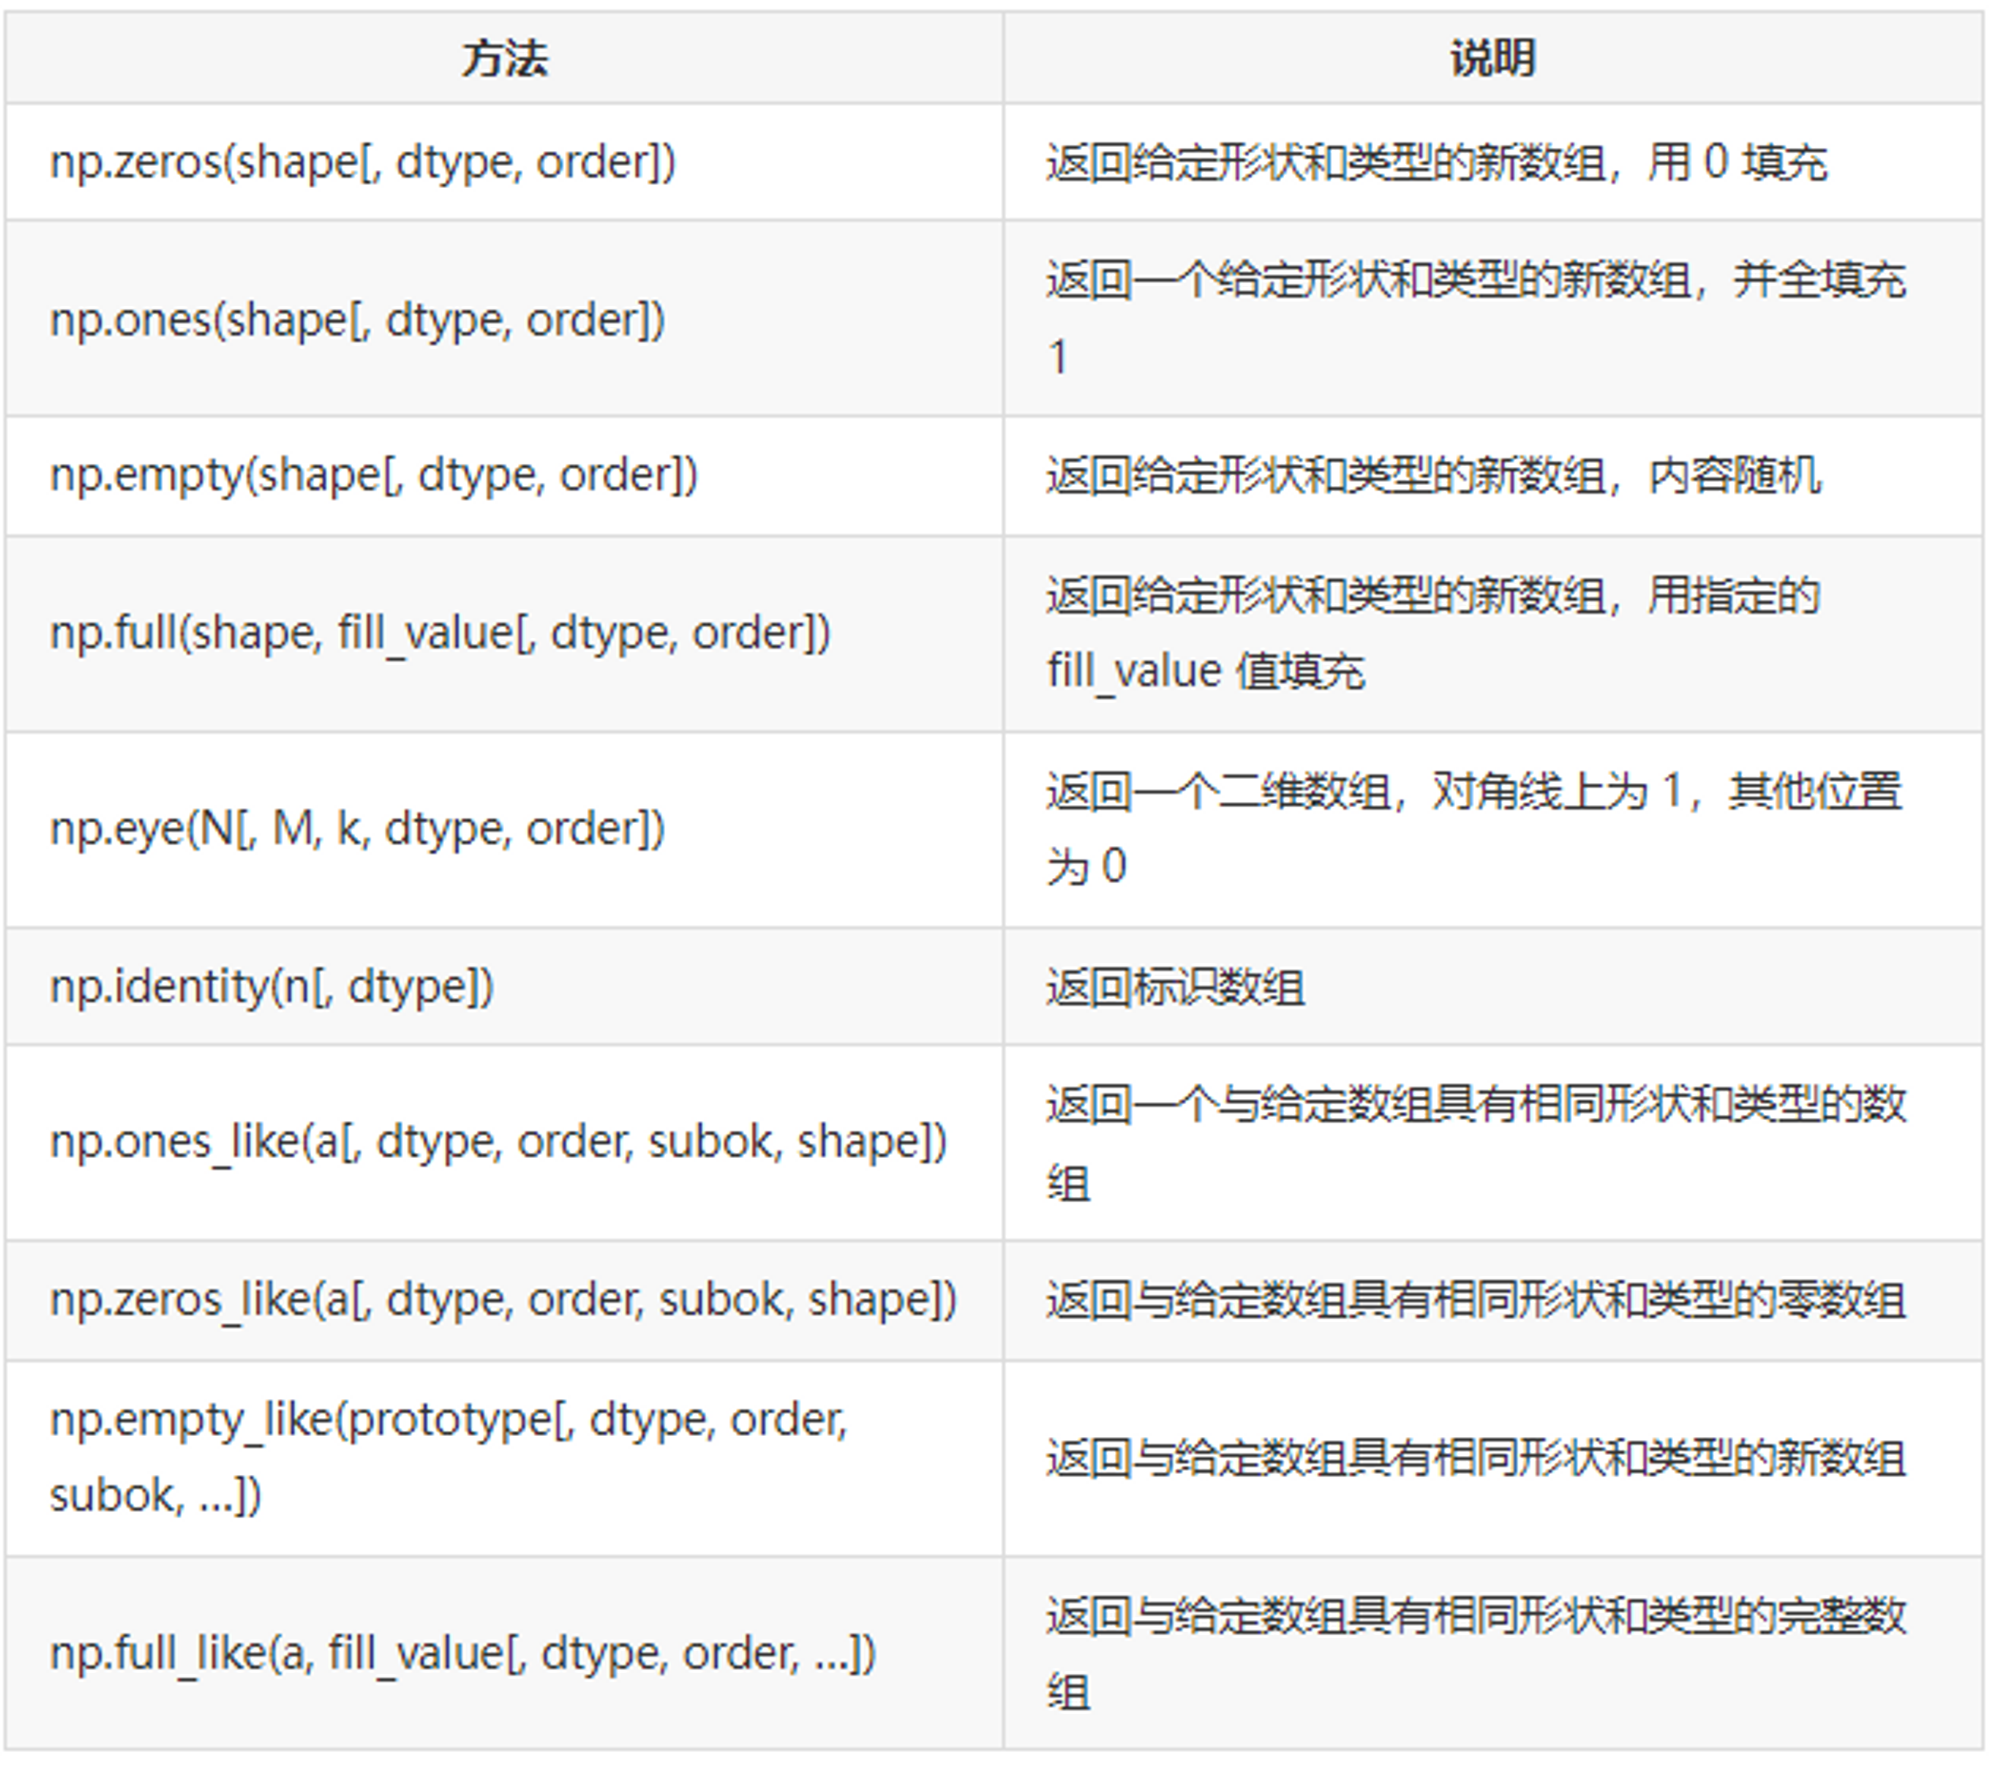 方法
说明
np.zeros(shape[, dtype, order])
返回给定形状和类型的新数组，用 0 填充
np.ones(shape[, dtype, order])
返回一个给定形状和类型的新数组，并全填充
1
np.empty(shape[, dtype, order])
返回给定形状和类型的新数组，内容随机
np.full(shape, fill_value[, dtype, order])
返回给定形状和类型的新数组，用指定的
fill_value 值填充
np.eye(N[, M, k, dtype, order])
返回一个二维数组，对角线上为 1，其他位置
为 0
np.identity(n[, dtype])
返回标识数组
np.ones_like(a[, dtype, order, subok, shape])
返回一个与给定数组具有相同形状和类型的数
组
np.zeros_like(a[, dtype, order, subok, shape])
返回与给定数组具有相同形状和类型的零数组
np.empty_like(prototype[, dtype, order,
subok, ...])
返回与给定数组具有相同形状和类型的新数组
np.full_like(a, fill_value[, dtype, order, ...])
返回与给定数组具有相同形状和类型的完整数
组